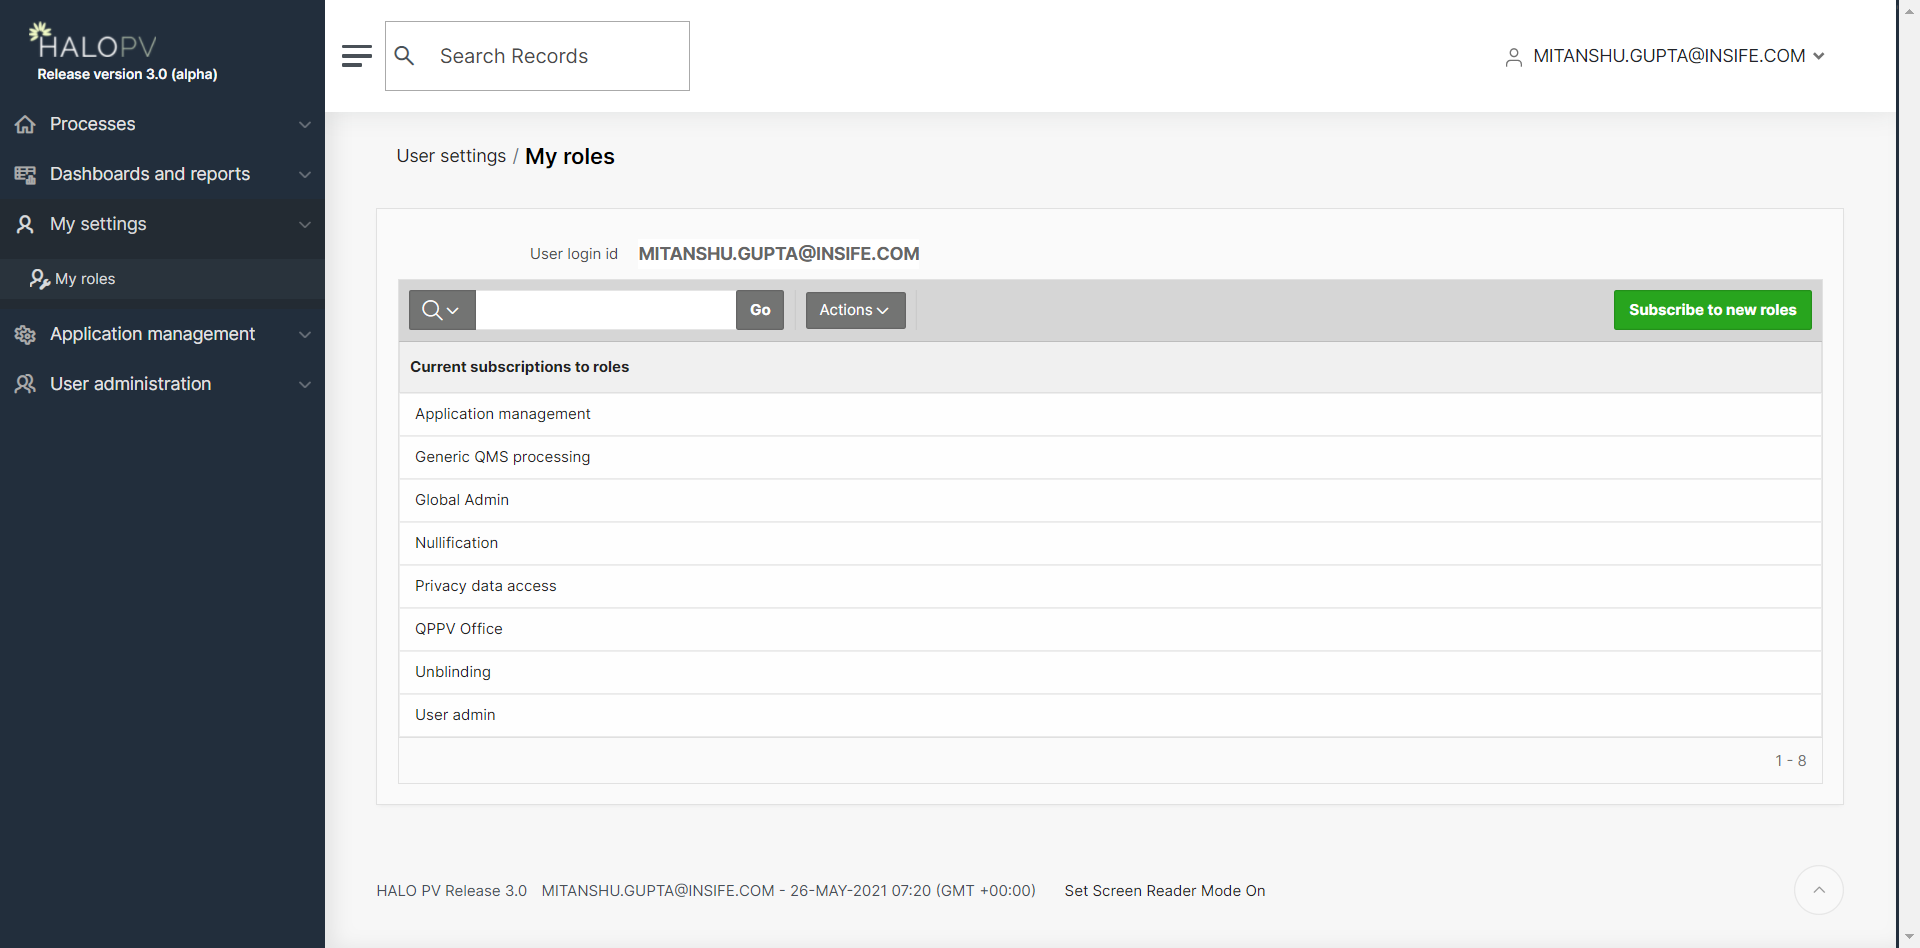 HALOPV
Release version 3.0 (alpha)
Processes
Dashboards and reports
My settings
My roles
Application management
User administration
Search Records
MITANSHU.GUPTA@INSIFE.COM
User settings / My roles
User login id MITANSHU.GUPTA@INSIFE.COM
Go
Actions
Subscribe to new roles
Current subscriptions to roles
Application management
Generic QMS processing
Global Admin
Nullification
Privacy data access
QPPV Office
Unblinding
User admin
1 - 8
HALO PV Release 3.0 MITANSHU.GUPTA@INSIFE.COM - 26-MAY-2021 07:20 (GMT +00:00) Set Screen Reader Mode On